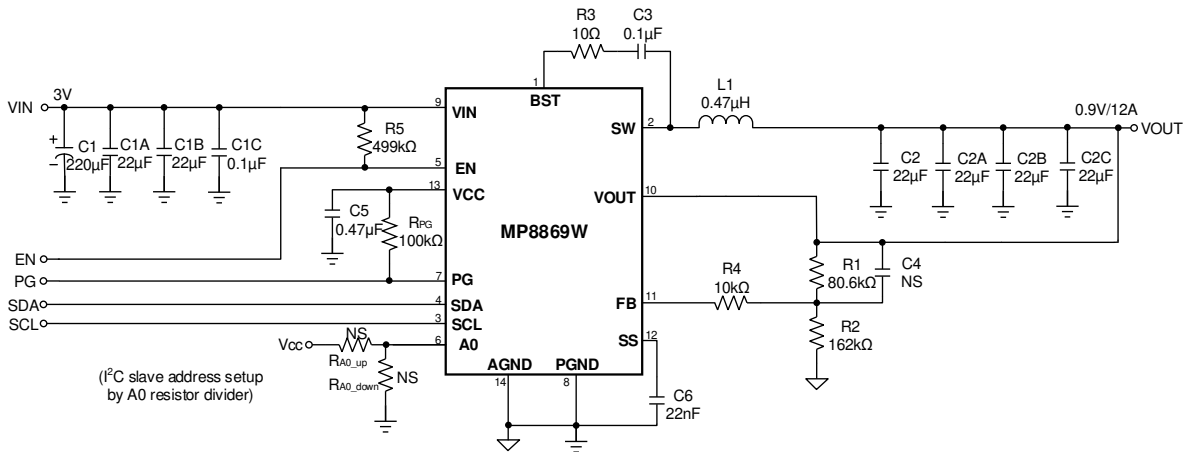 R3
10Ω
C3
0.1µF
VIN
3V
9
VIN
1
BST
SW
2
L1
0.47µH
0.9V/12A
VOUT
+
−
C1
220µF
C1A
22µF
C1B
22µF
C1C
0.1µF
R5
499kΩ
5
EN
13
VCC
C5
0.47µF
RPG
100kΩ
VOUT
10
C2
22µF
C2A
22µF
C2B
22µF
C2C
22µF
MP8869W
EN
PG
7
PG
SDA
4
SDA
SCL
3
SCL
Vcc
NS
6
A0
RA0_up
RA0_down
NS
(I²C slave address setup
by A0 resistor divider)
FB
11
R4
10kΩ
R1
80.6kΩ
C4
NS
R2
162kΩ
SS
12
C6
22nF
AGND
14
PGND
8